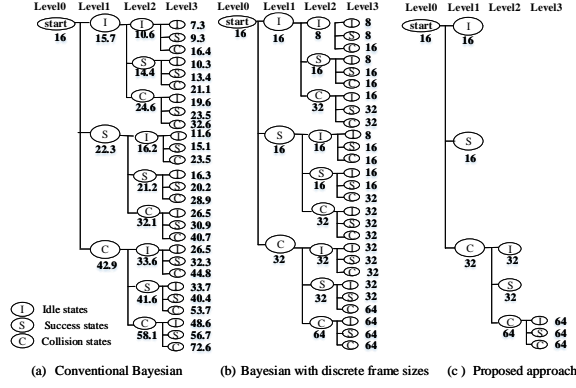 Level0 Level1 Level2 Level3 Level0 Level1 Level2 Level3 Level0 Level1 Level2 Level3
start I I I 7.3 start I I I 8 start I
16 15.7 10.6 S 9.3 16 16 8 S 8 16 16
C 16.4 C 16
S I 10.3 S I 8
14.4 S 13.4 16 S 16
C 21.1 C 16
C I 19.6 C I 16
24.6 S 23.5 32 S 32
C 32.6 C 32
S I I 11.6 S I I 8 S
22.3 16.2 S 15.1 16 16 S 16 16
C 23.5 C 16
S I 16.3 S I 16
21.2 S 20.2 16 S 16
C 28.9 C 32
C I 26.5 C I 32
32.1 S 30.9 32 S 32
C 40.7 C 32
C I I 26.5 C I I 32 C I
42.9 33.6 S 32.3 32 32 S 32 32 32
C 44.8 C 32
S I 33.7 S I 32 S
41.6 S 40.4 32 S 32 32
C 53.7 C 64
C I 48.6 C I 64 C I 64
58.1 S 56.7 64 S 64 64 S 64
C 72.6 C 64 C 64
I Idle states
S Success states
C Collision states
(a) Conventional Bayesian (b) Bayesian with discrete frame sizes (c ) Proposed approach